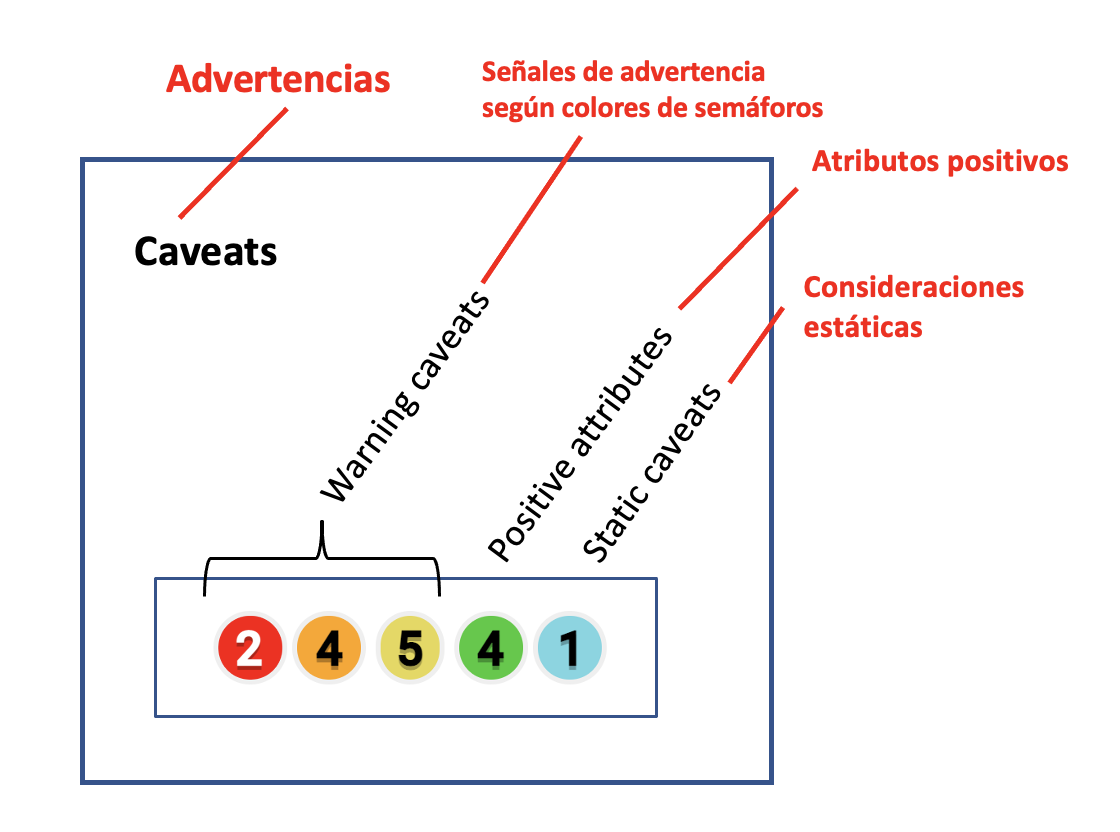 Advertencias
Señales de advertencia
según colores de semáforos
Atributos positivos
Caveats
Consideraciones
estáticas
Warning caveats
Positive attributes
Static caveats
2 4 5 4 1